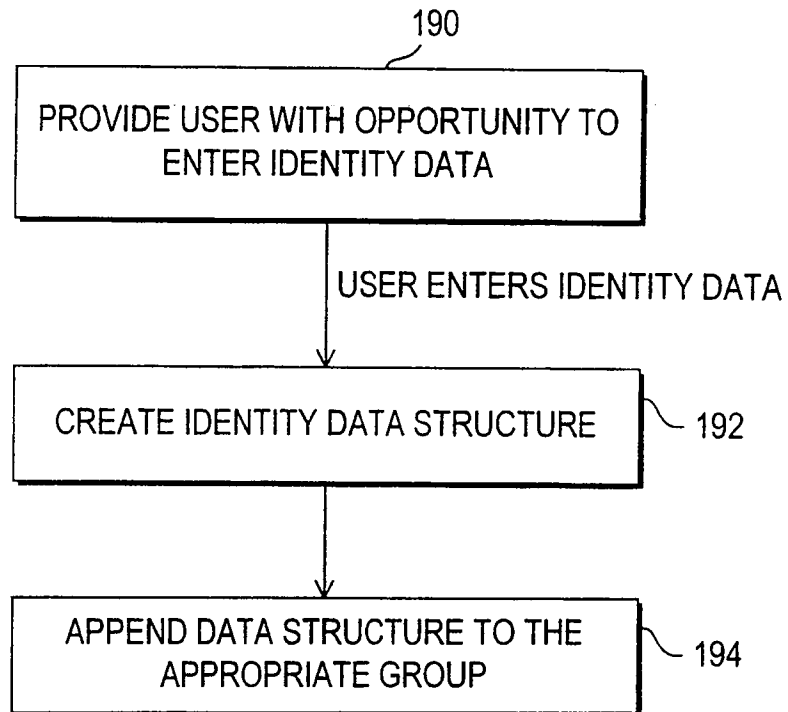 190
PROVIDE USER WITH OPPORTUNITY TO
ENTER IDENTITY DATA
USER ENTERS IDENTITY DATA
CREATE IDENTITY DATA STRUCTURE
192
APPEND DATA STRUCTURE TO THE
APPROPRIATE GROUP
194